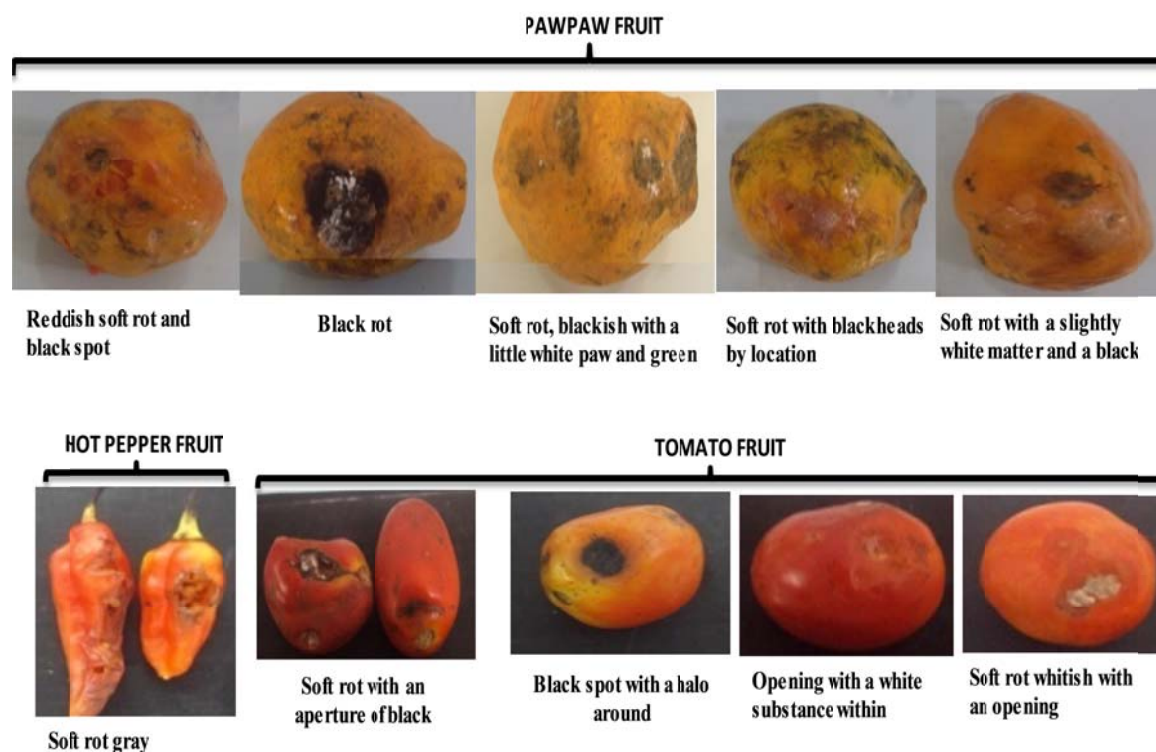 PAWPAW FRUIT
Reddish soft rot and
black spot
Black rot
Soft rot, blackish with a
little white paw and green
Soft rot with blackheads
by location
Soft rot with a slightly
white matter and a black
HOT PEPPER FRUIT
TOMATO FRUIT
Soft rot gray
Soft rot with an
aperture of black
Black spot with a halo
around
Opening with a white
substance within
Soft rot whitish with
an opening